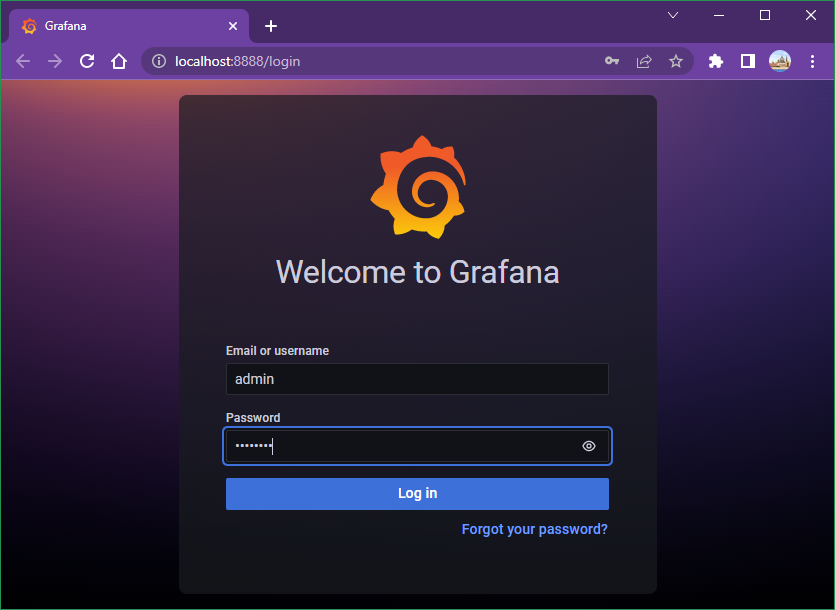 Grafana
localhost:8888/login
Welcome to Grafana
Email or username
admin
Password
••••••••
Log in
Forgot your password?